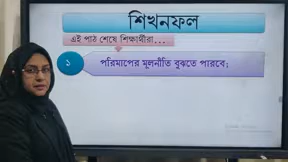 শিখনফল
এই পাঠ শেষে শিক্ষার্থীরা...
১
পরিমাপের মূলনীতি বুঝতে পারবে;